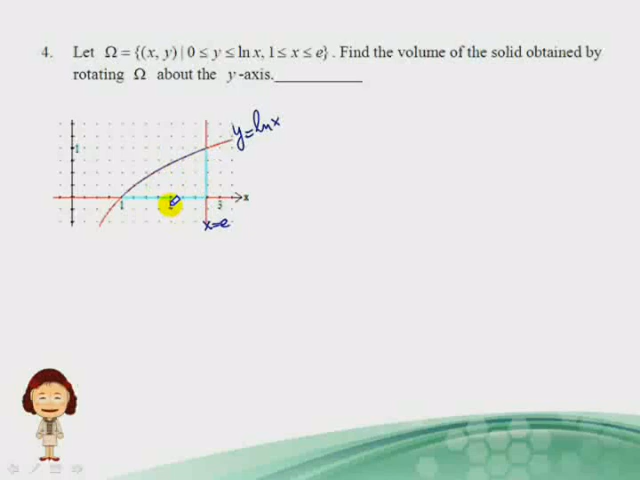 4. Let Ω = {(x, y) | 0 ≤ y ≤ ln x, 1 ≤ x ≤ e} . Find the volume of the solid obtained by
rotating Ω about the y-axis.____________
y=lnx
1
x
1
3
x=e